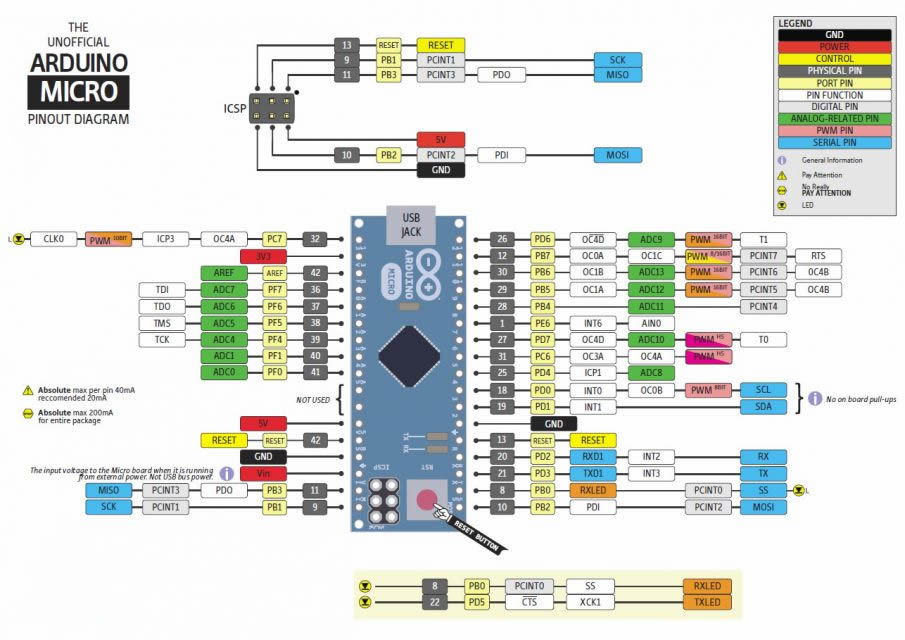 THE
UNOFFICIAL
ARDUINO
MICRO
PINOUT DIAGRAM
LEGEND
GND
POWER
CONTROL
PHYSICAL PIN
PORT PIN
PIN FUNCTION
DIGITAL PIN
ANALOG-RELATED PIN
PWM PIN
SERIAL PIN
General Information
Pay Attention
No Really
PAY ATTENTION
LED
13 RESET RESET
9 PB1 PCINT1 SCK
11 PB3 PCINT3 PDO MISO
ICSP
5V
10 PB2 PCINT2 PDI MOSI
GND
USB
JACK
ARDUINO
MICRO
L CLK0 PWM 10BIT ICP3 OC4A PC7 32
3V3
AREF AREF 42
TDI ADC7 PF7 36
TDO ADC6 PF6 37
TMS ADC5 PF5 38
TCK ADC4 PF4 39
ADC1 PF1 40
ADC0 PF0 41
NOT USED
5V
RESET RESET 42
GND
Vin
MISO PCINT3 PDO PB3 11
SCK PCINT1 PB1 9
Absolute max per pin 40mA
reccomended 20mA
Absolute max 200mA
for entire package
The input voltage to the Micro board when it is running
from external power. Not USB bus power.
26 PD6 OC4D ADC9 PWM 16BIT T1
12 PB7 OC0A OC1C PWM 8/16BIT PCINT7 RTS
30 PB6 OC1B ADC13 PWM 16BIT PCINT6 OC4B
29 PB5 OC1A ADC12 PWM 16BIT PCINT5 OC4B
28 PB4 ADC11 PCINT4
1 PE6 INT6 AIN0
27 PD7 OC4D ADC10 PWM HS T0
31 PC6 OC3A OC4A PWM HS
25 PD4 ICP1 ADC8
18 PD0 INT0 OC0B PWM 8BIT SCL
19 PD1 INT1 SDA
No on board pull-ups
GND
13 RESET RESET
20 PD2 RXD1 INT2 RX
21 PD3 TXD1 INT3 TX
8 PB0 RXLED PCINT0 SS L
10 PB2 PDI PCINT2 MOSI
TX
RX
ICSP
RST
RESET BUTTON
8 PB0 PCINT0 SS RXLED
22 PD5 CTS XCK1 TXLED